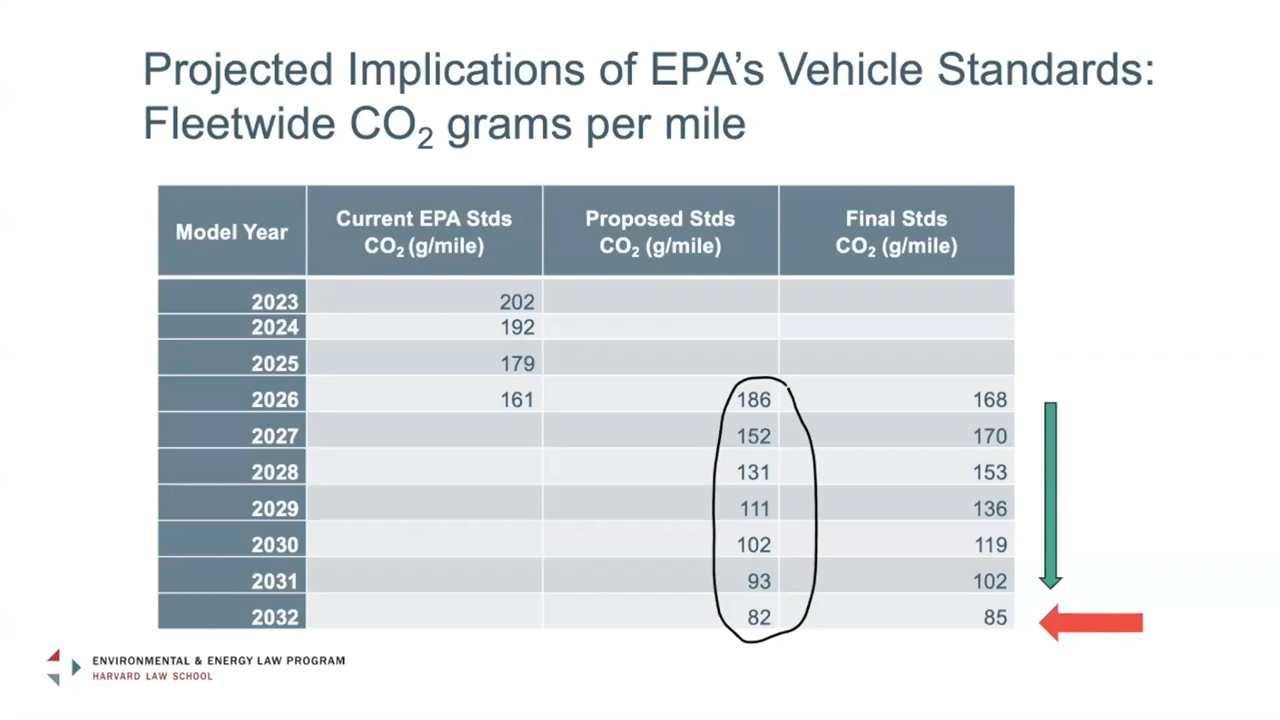 Projected Implications of EPA's Vehicle Standards:
Fleetwide CO₂ grams per mile
Model Year
Current EPA Stds
CO₂ (g/mile)
Proposed Stds
CO₂ (g/mile)
Final Stds
CO₂ (g/mile)
2023 202
2024 192
2025 179
2026 161 186 168
2027 152 170
2028 131 153
2029 111 136
2030 102 119
2031 93 102
2032 82 85
ENVIRONMENTAL & ENERGY LAW PROGRAM
HARVARD LAW SCHOOL